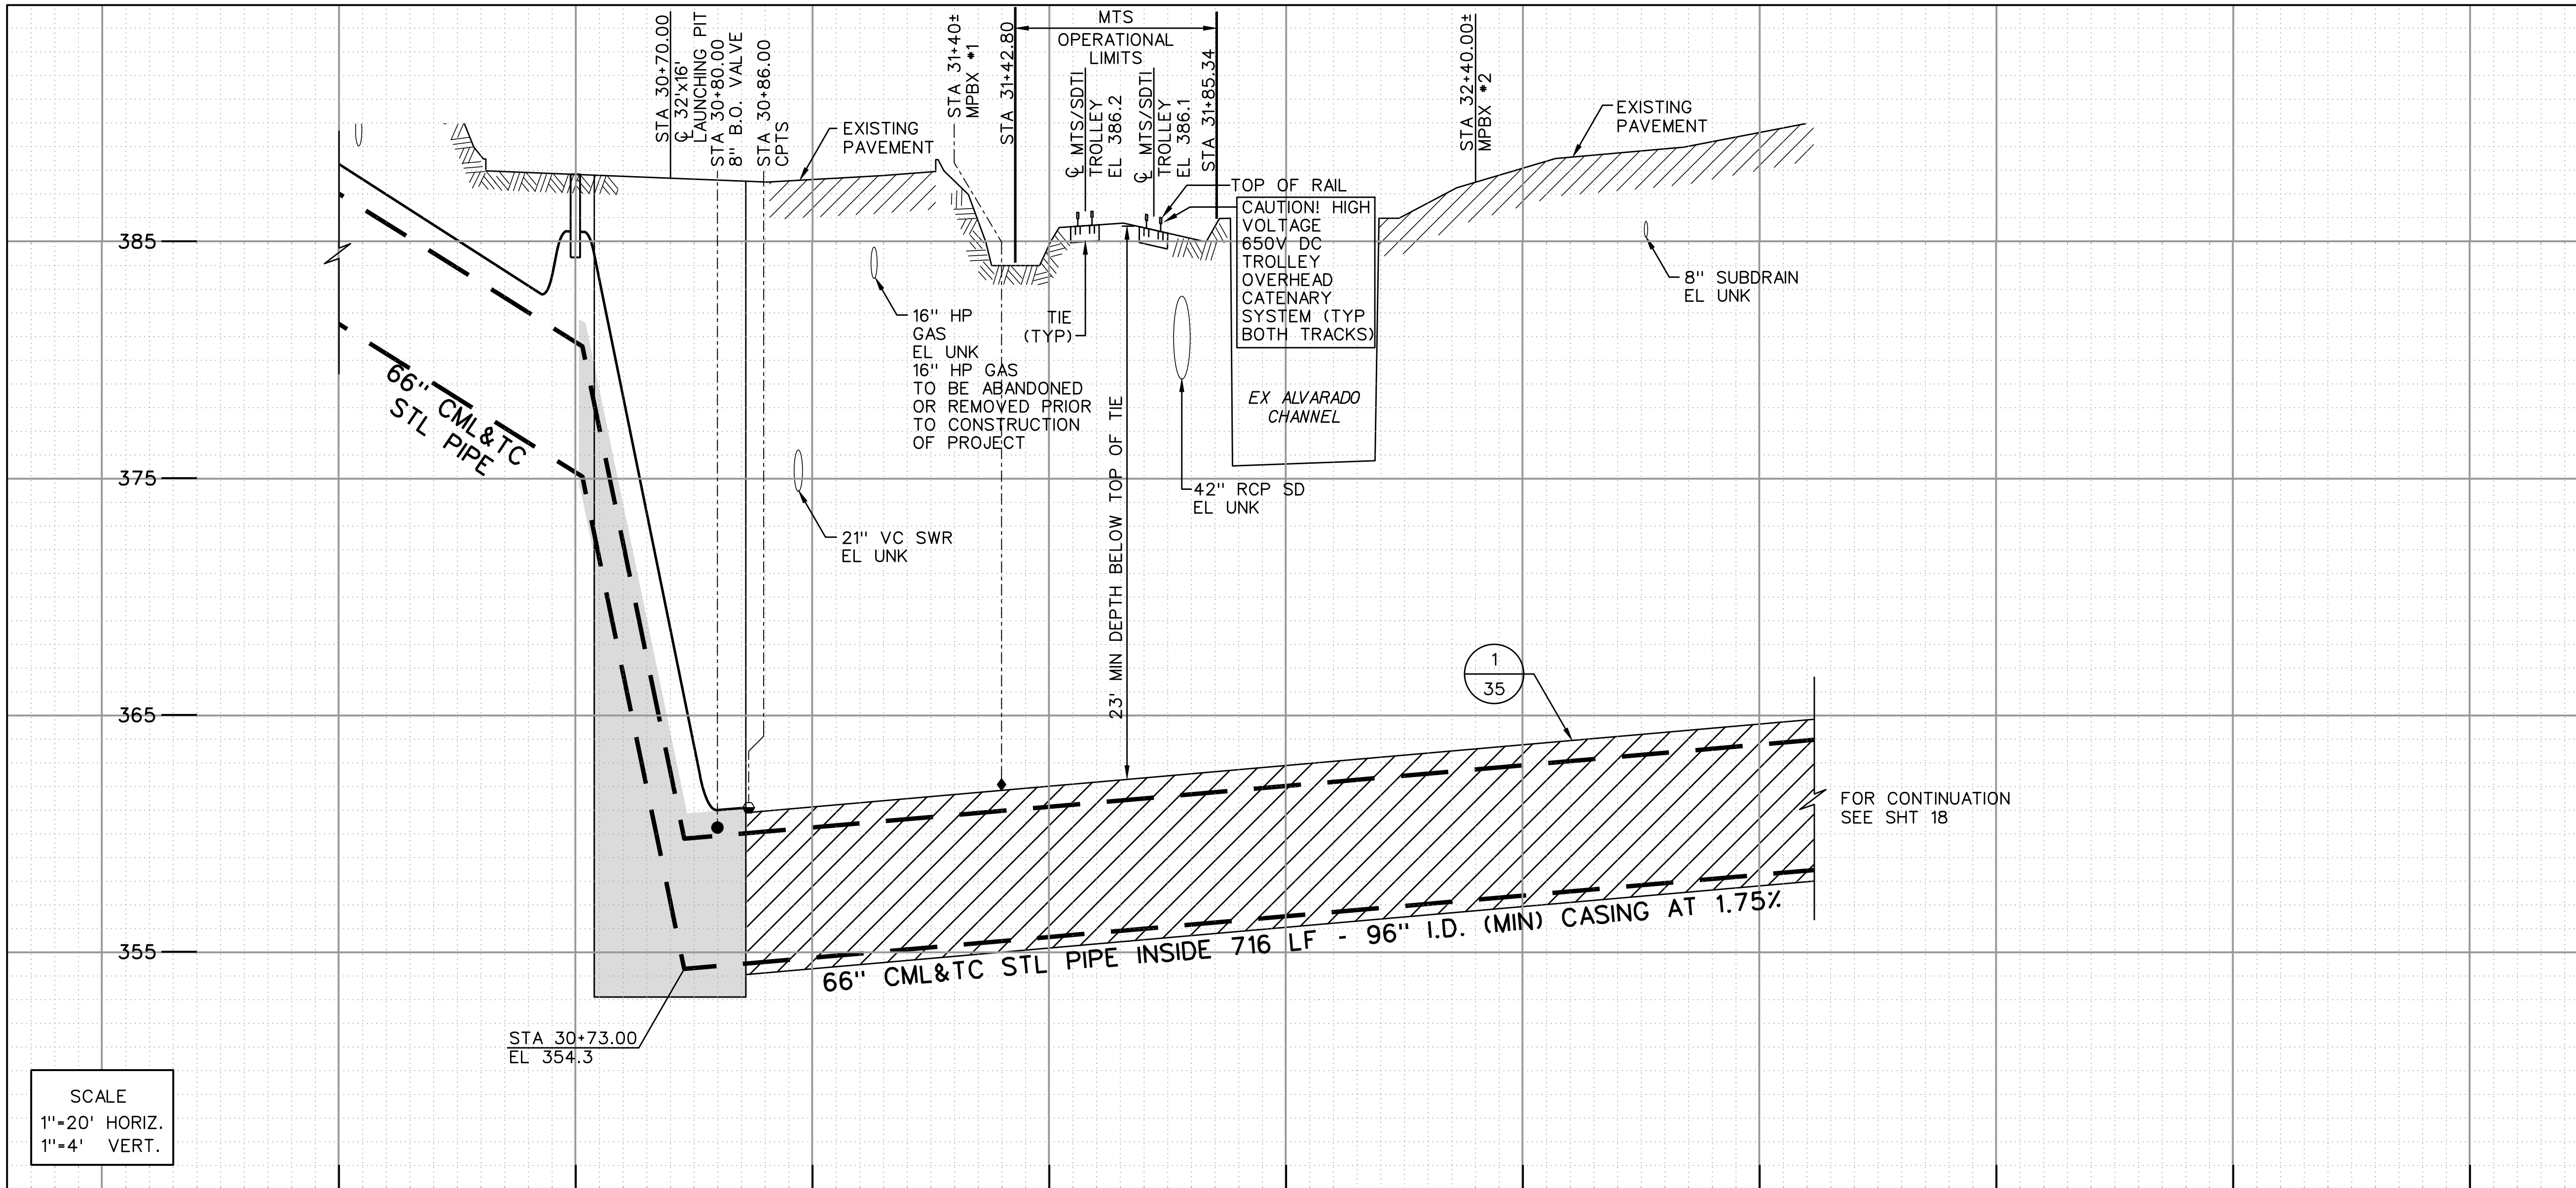 STA 30+70.00
℄ 32'x16'
LAUNCHING PIT
STA 30+80.00
8" B.O. VALVE
STA 30+86.00
CPTS
EXISTING
PAVEMENT
STA 31+40±
MPBX #1
STA 31+42.80
MTS
OPERATIONAL
LIMITS
℄ MTS/SDTI
TROLLEY
EL 386.2
℄ MTS/SDTI
TROLLEY
EL 386.1
STA 31+85.34
STA 32+40.00±
MPBX #2
EXISTING
PAVEMENT
TOP OF RAIL
CAUTION! HIGH
VOLTAGE
650V DC
TROLLEY
OVERHEAD
CATENARY
SYSTEM (TYP
BOTH TRACKS)
EX ALVARADO
CHANNEL
8" SUBDRAIN
EL UNK
385
16" HP
GAS
EL UNK
16" HP GAS
TO BE ABANDONED
OR REMOVED PRIOR
TO CONSTRUCTION
OF PROJECT
TIE
(TYP)
66" CML&TC
STL PIPE
375
42" RCP SD
EL UNK
21" VC SWR
EL UNK
23' MIN DEPTH BELOW TOP OF TIE
1
35
365
FOR CONTINUATION
SEE SHT 18
355
66" CML&TC STL PIPE INSIDE 716 LF - 96" I.D. (MIN) CASING AT 1.75%
STA 30+73.00
EL 354.3
SCALE
1"=20' HORIZ.
1"=4' VERT.